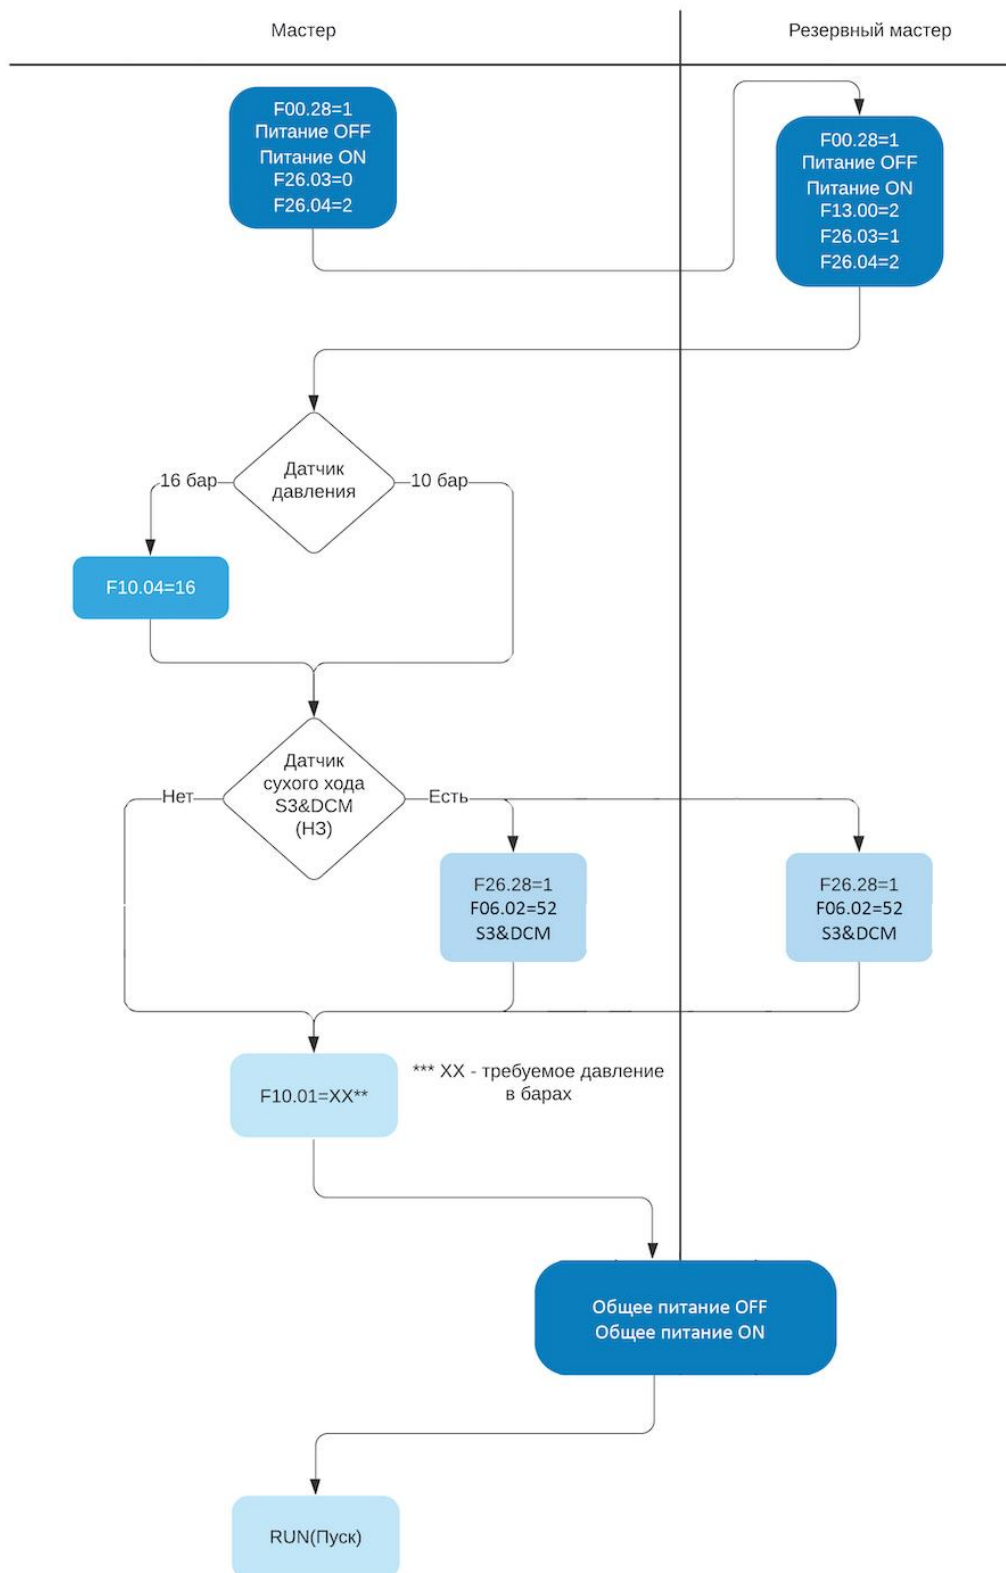 Мастер
Резервный мастер
F00.28=1
Питание OFF
Питание ON
F26.03=0
F26.04=2
F00.28=1
Питание OFF
Питание ON
F13.00=2
F26.03=1
F26.04=2
Датчик
давления
16 бар
10 бар
F10.04=16
Датчик
сухого хода
S3&DCM
(НЗ)
Нет
Есть
F26.28=1
F06.02=52
S3&DCM
F26.28=1
F06.02=52
S3&DCM
F10.01=XX**
*** XX - требуемое давление
в барах
Общее питание OFF
Общее питание ON
RUN(Пуск)